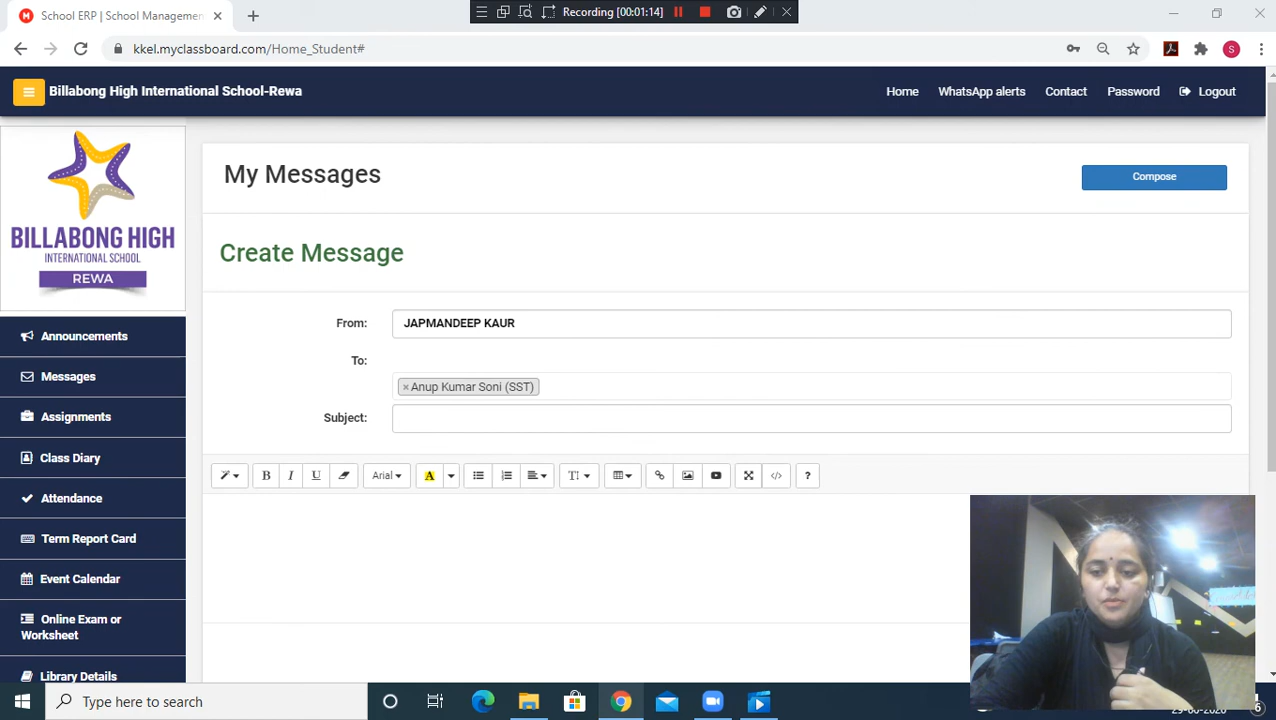 School ERP | School Management
Recording [00:01:14]
kkel.myclassboard.com/Home_Student#
S
Billabong High International School-Rewa
Home
WhatsApp alerts
Contact
Password
Logout
BILLABONG HIGH
INTERNATIONAL SCHOOL
REWA
My Messages
Compose
Create Message
From:
JAPMANDEEP KAUR
To:
×Anup Kumar Soni (SST)
Subject:
B I U
Arial
A
T
</>
?
Announcements
Messages
Assignments
Class Diary
Attendance
Term Report Card
Event Calendar
Online Exam or
Worksheet
Library Details
Type here to search